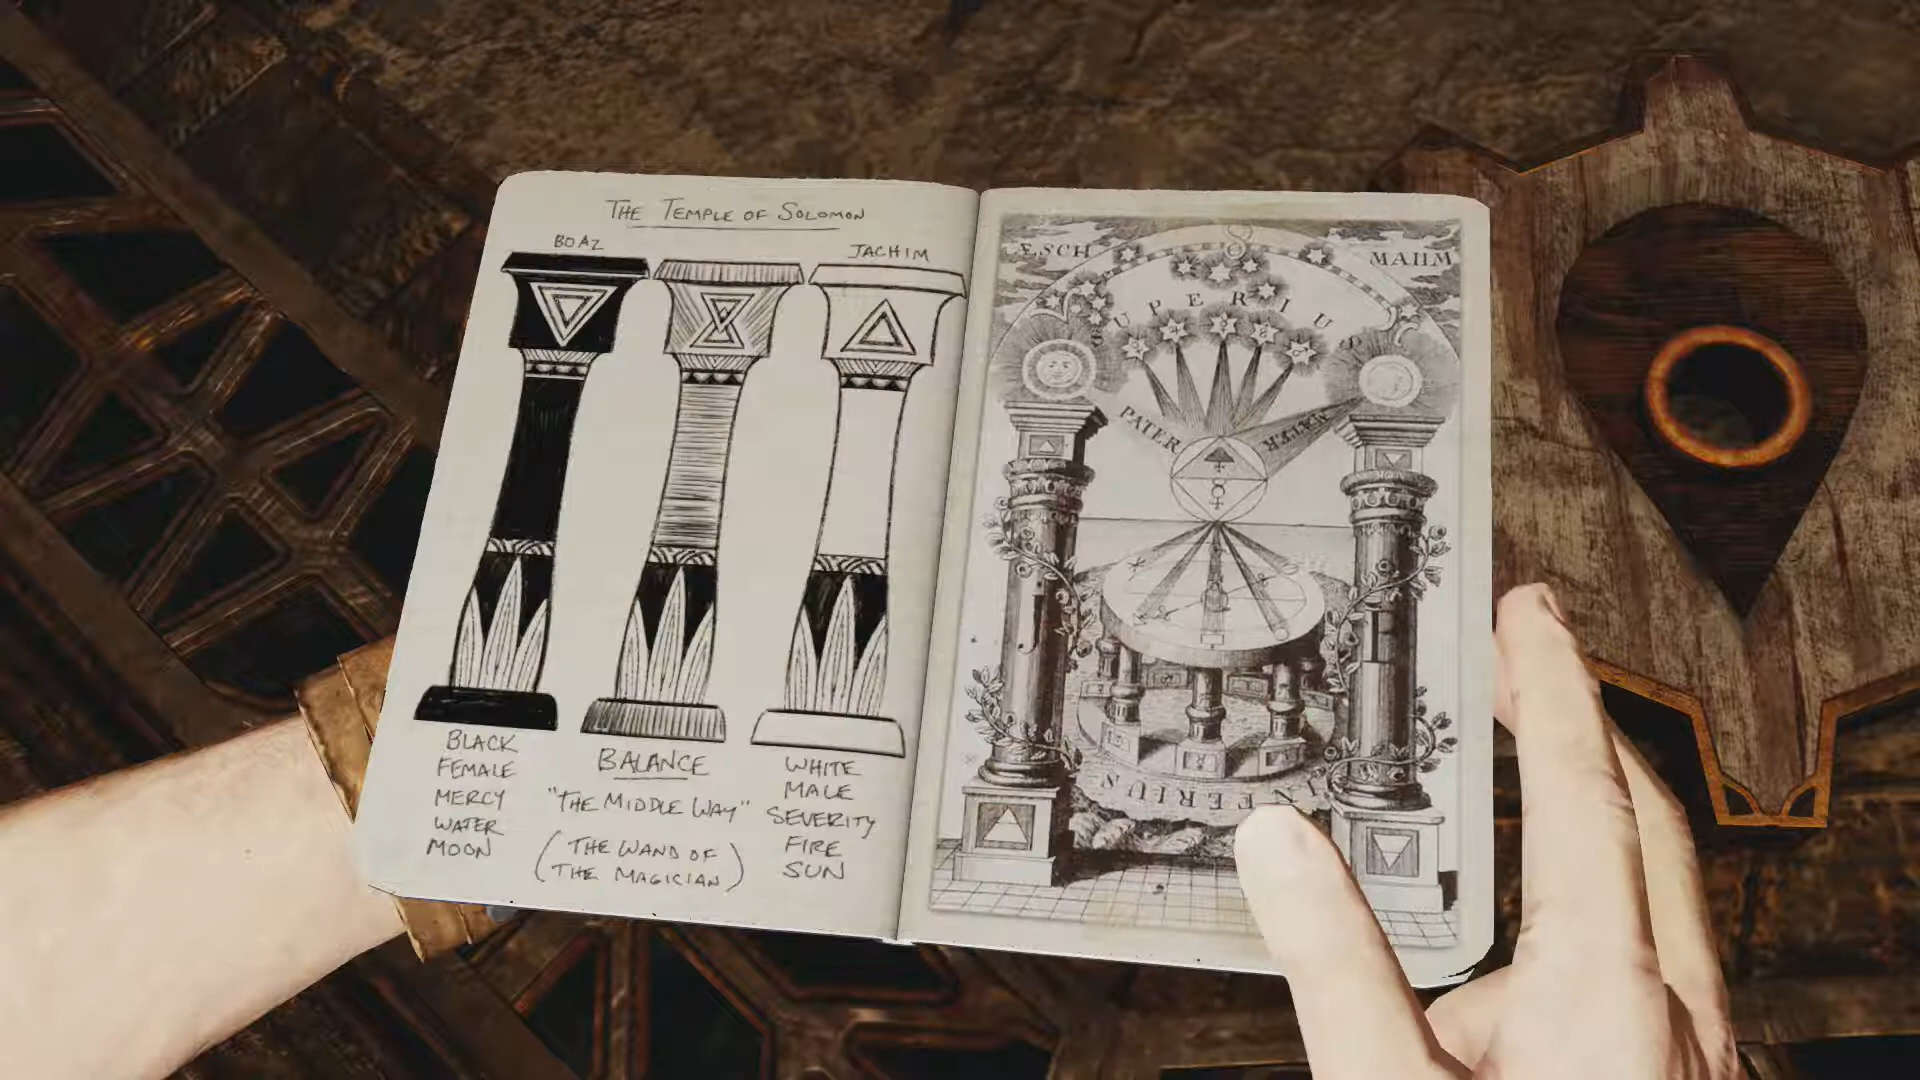 THE TEMPLE OF SOLOMON
BOAZ
JACHIM
BLACK
FEMALE
MERCY
WATER
MOON
BALANCE
"THE MIDDLE WAY"
(THE WAND OF
THE MAGICIAN)
WHITE
MALE
SEVERITY
FIRE
SUN
ÆSCH
MAIIM
SUPERIUS
PATER
MATER
J
INFERIUS